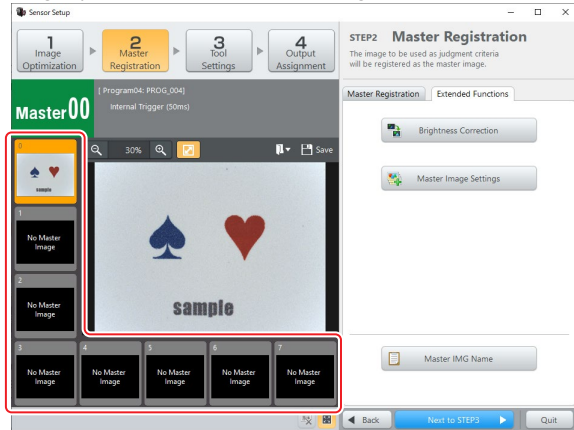 Sensor Setup
1
Image
Optimization
2
Master
Registration
3
Tool
Settings
4
Output
Assignment
STEP2 Master Registration
The image to be used as judgment criteria
will be registered as the master image.
Master Registration
Extended Functions
Master00
[ Program04: PROG_004]
Internal Trigger (50ms)
30%
Save
Brightness Correction
Master Image Settings
0
sample
1
No Master
Image
2
No Master
Image
sample
3
No Master
Image
4
No Master
Image
5
No Master
Image
6
No Master
Image
7
No Master
Image
Master IMG Name
Back
Next to STEP3
Quit